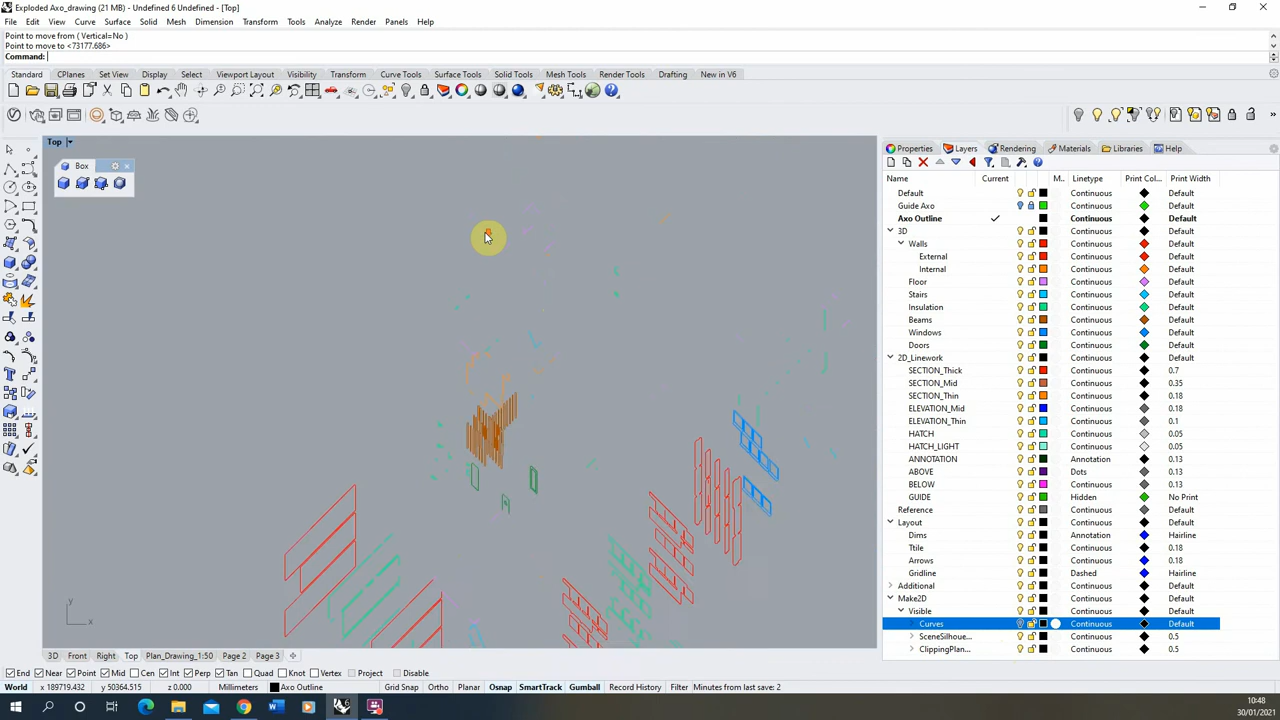 Exploded Axo_drawing (21 MB) - Undefined 6 Undefined - [Top]
File Edit View Curve Surface Solid Mesh Dimension Transform Tools Analyze Render Panels Help
Point to move from ( Vertical=No )
Point to move to <73177.686>
Command:
Standard CPlanes Set View Display Select Viewport Layout Visibility Transform Curve Tools Surface Tools Solid Tools Mesh Tools Render Tools Drafting New in V6
Top
Box
Properties Layers Rendering Materials Libraries Help
Name Current M.. Linetype Print Col... Print Width
Default Continuous Default
Guide Axo Continuous Default
Axo Outline Continuous Default
3D Continuous Default
Walls Continuous Default
External Continuous Default
Internal Continuous Default
Floor Continuous Default
Stairs Continuous Default
Insulation Continuous Default
Beams Continuous Default
Windows Continuous Default
Doors Continuous Default
2D_Linework Continuous Default
SECTION_Thick Continuous 0.7
SECTION_Mid Continuous 0.35
SECTION_Thin Continuous 0.18
ELEVATION_Mid Continuous 0.18
ELEVATION_Thin Continuous 0.1
HATCH Continuous 0.05
HATCH_LIGHT Continuous 0.05
ANNOTATION Annotation 0.13
ABOVE Dots 0.13
BELOW Continuous 0.13
GUIDE Hidden No Print
Reference Continuous Default
Layout Continuous Default
Dims Annotation Hairline
Ttile Continuous 0.18
Arrows Continuous 0.18
Gridline Dashed Hairline
Additional Continuous Default
Make2D Continuous Default
Visible Continuous Default
Curves Continuous Default
SceneSilhoue... Continuous 0.5
ClippingPlan... Continuous 0.5
y
x
3D Front Right Top Plan_Drawing_1:50 Page 2 Page 3
End Near Point Mid Cen Int Perp Tan Quad Knot Vertex Project Disable
World x 189719.432 y 50364.515 z 0.000 Millimeters Axo Outline Grid Snap Ortho Planar Osnap SmartTrack Gumball Record History Filter Minutes from last save: 2
10:48
30/01/2021